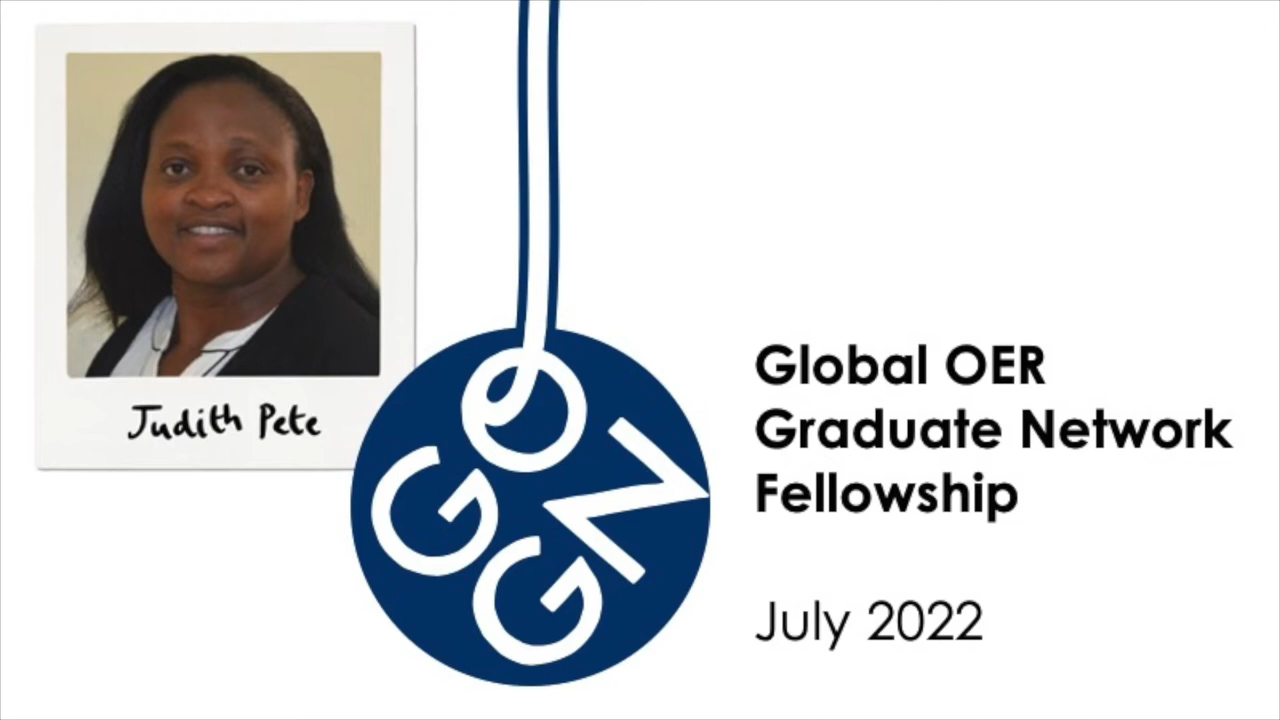 Judith Pete
GO
GN
Global OER
Graduate Network
Fellowship
July 2022